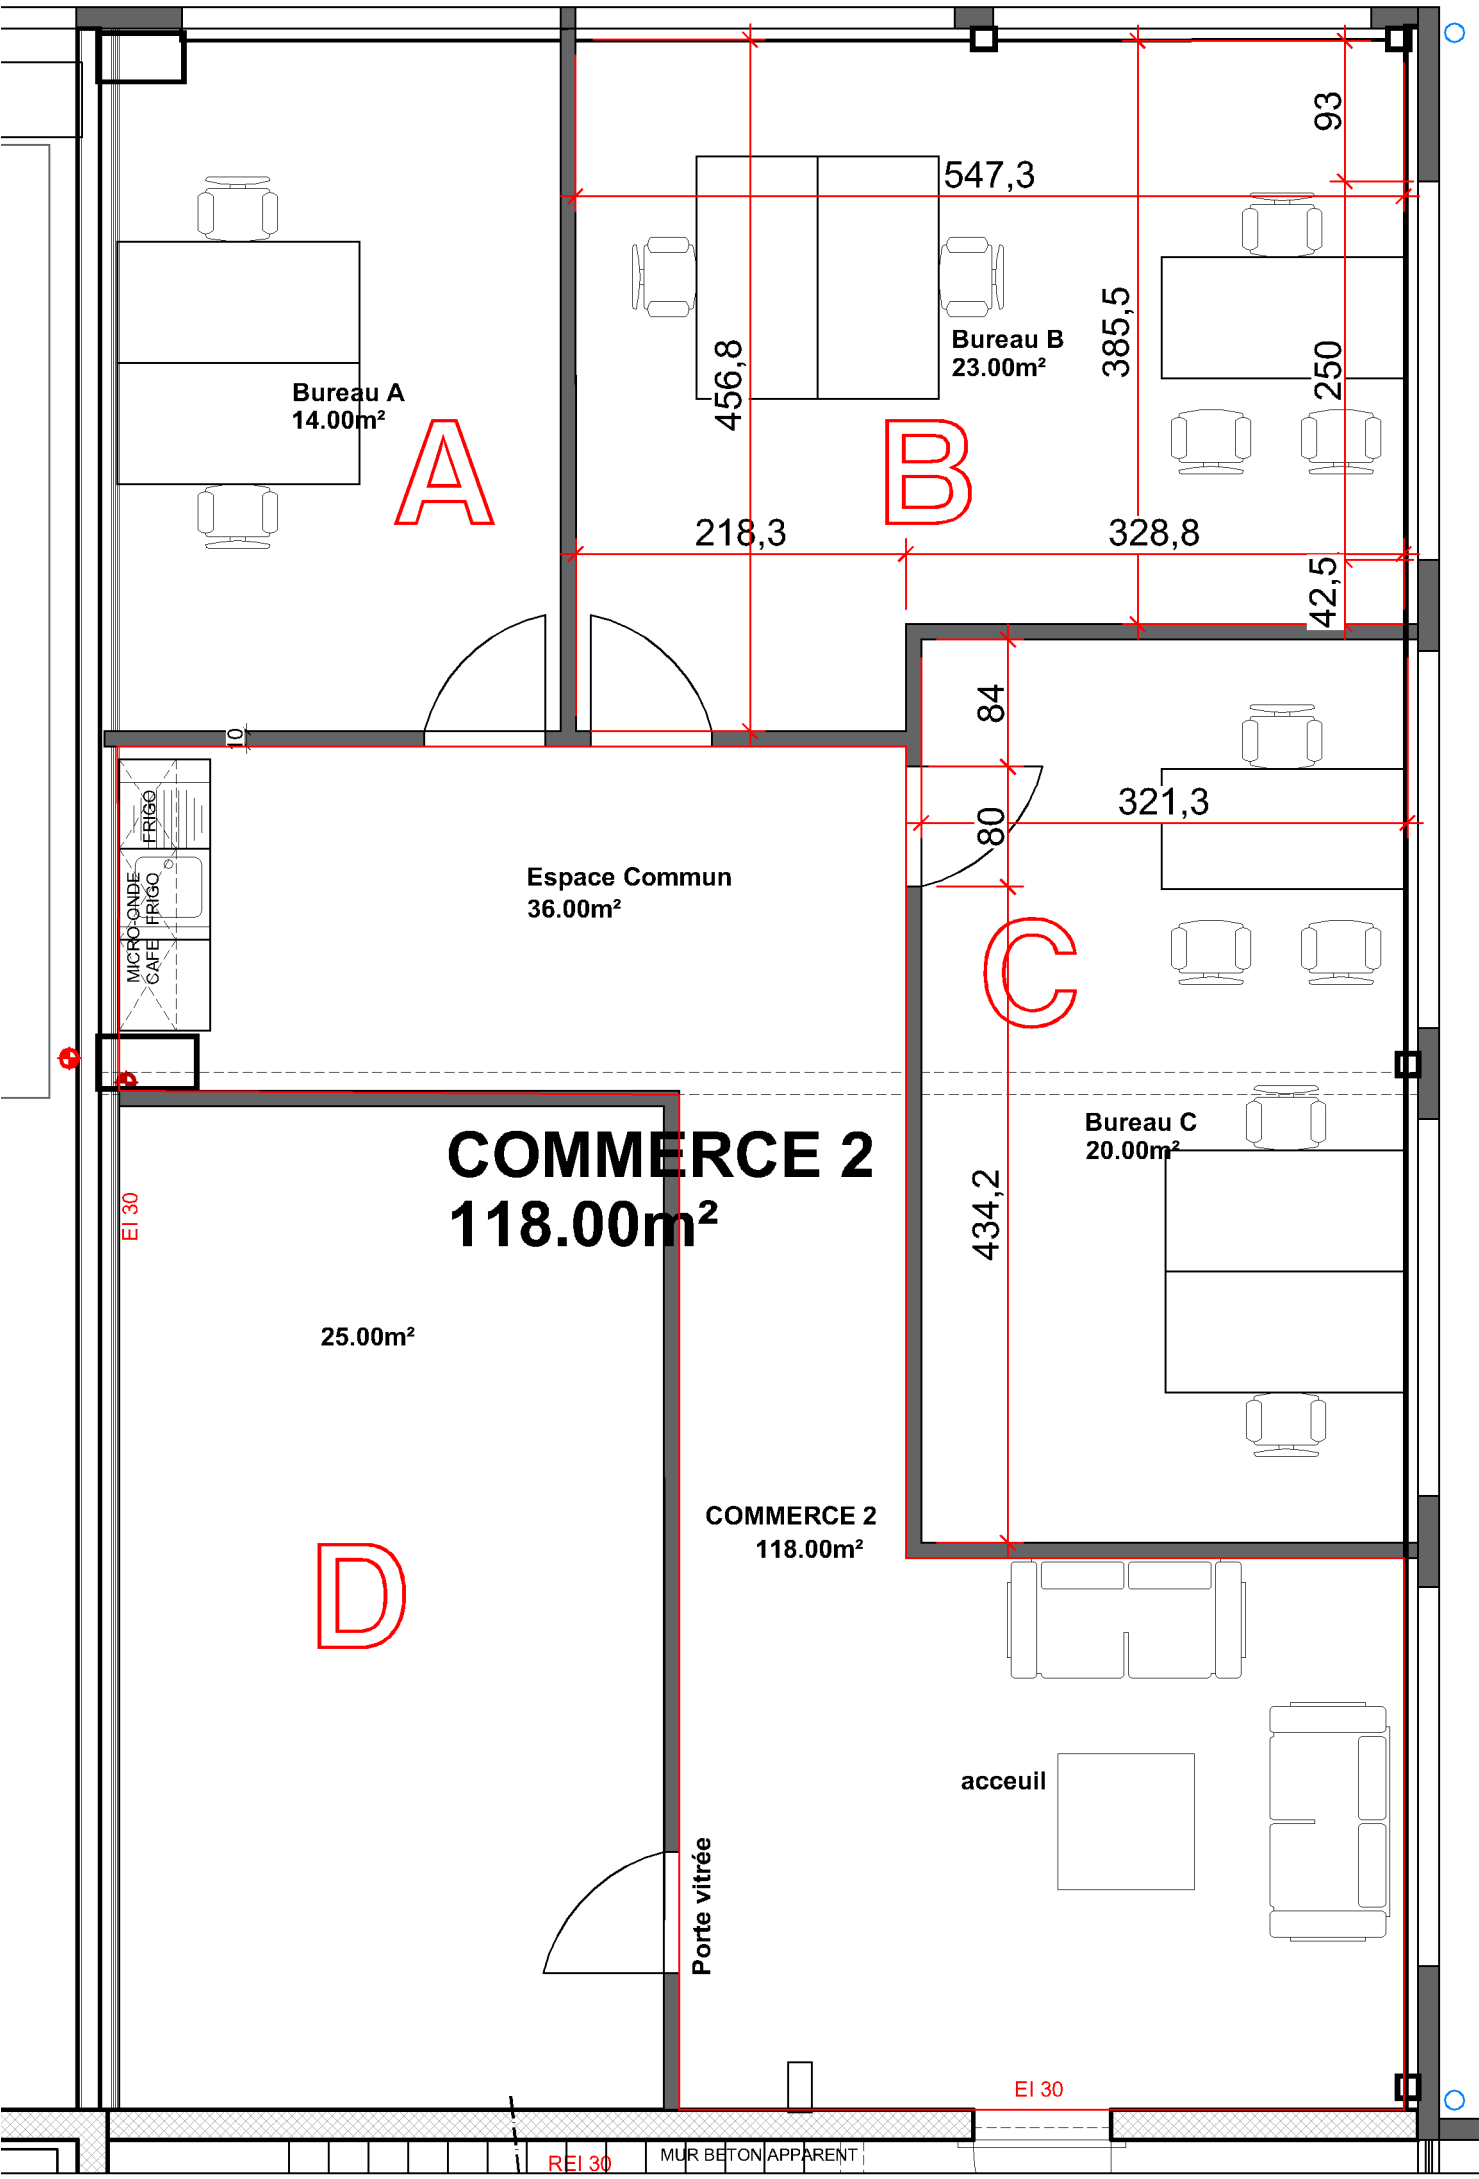 93
547,3
385,5
Bureau B
23.00m²
456,8
250
Bureau A
14.00m²
A
B
218,3
328,8
42,5
84
10
FRIGO
321,3
80
MICRO-ONDE
CAFE FRIGO
Espace Commun
36.00m²
C
Bureau C
20.00m²
COMMERCE 2
118.00m²
EI 30
434,2
25.00m²
COMMERCE 2
118.00m²
D
acceuil
Porte vitrée
EI 30
MUR BETON APPARENT
REI 30